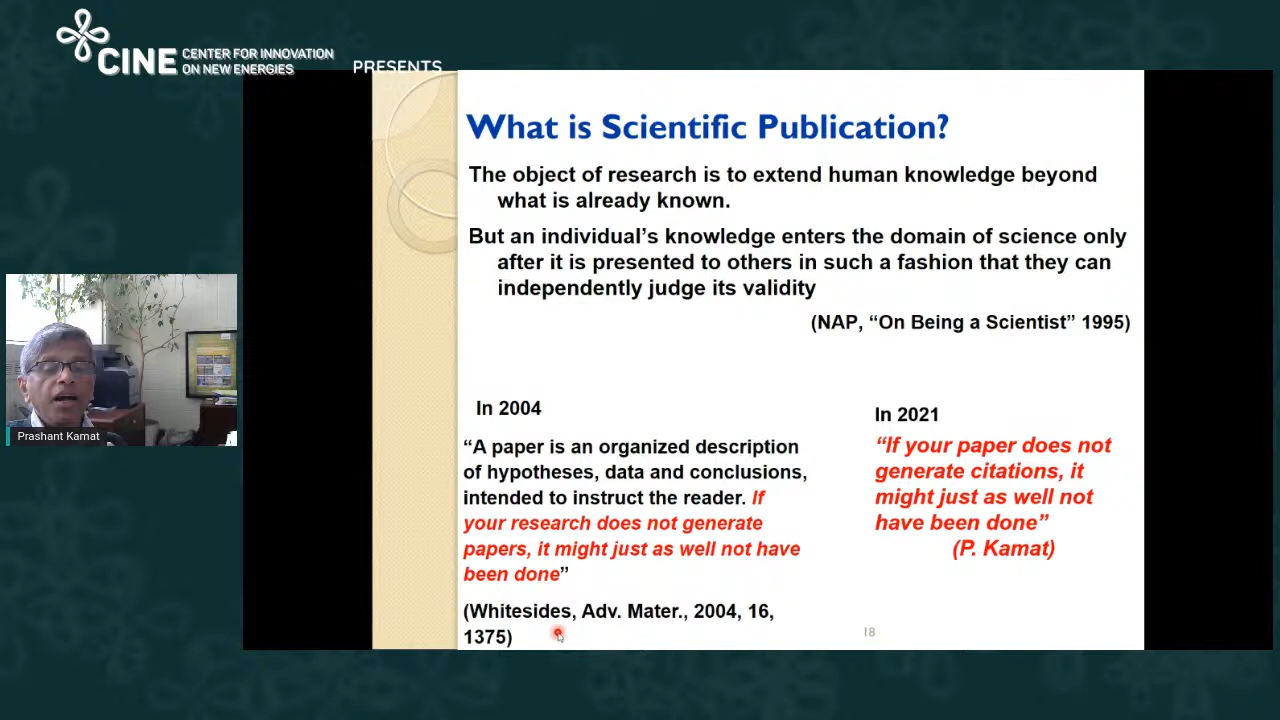 CINE
CENTER FOR INNOVATION
ON NEW ENERGIES
PRESENTS
What is Scientific Publication?
The object of research is to extend human knowledge beyond
what is already known.
But an individual's knowledge enters the domain of science only
after it is presented to others in such a fashion that they can
independently judge its validity
(NAP, “On Being a Scientist” 1995)
In 2004
“A paper is an organized description
of hypotheses, data and conclusions,
intended to instruct the reader. If
your research does not generate
papers, it might just as well not have
been done”
(Whitesides, Adv. Mater., 2004, 16,
1375)
In 2021
“If your paper does not
generate citations, it
might just as well not
have been done”
(P. Kamat)
18
Prashant Kamat